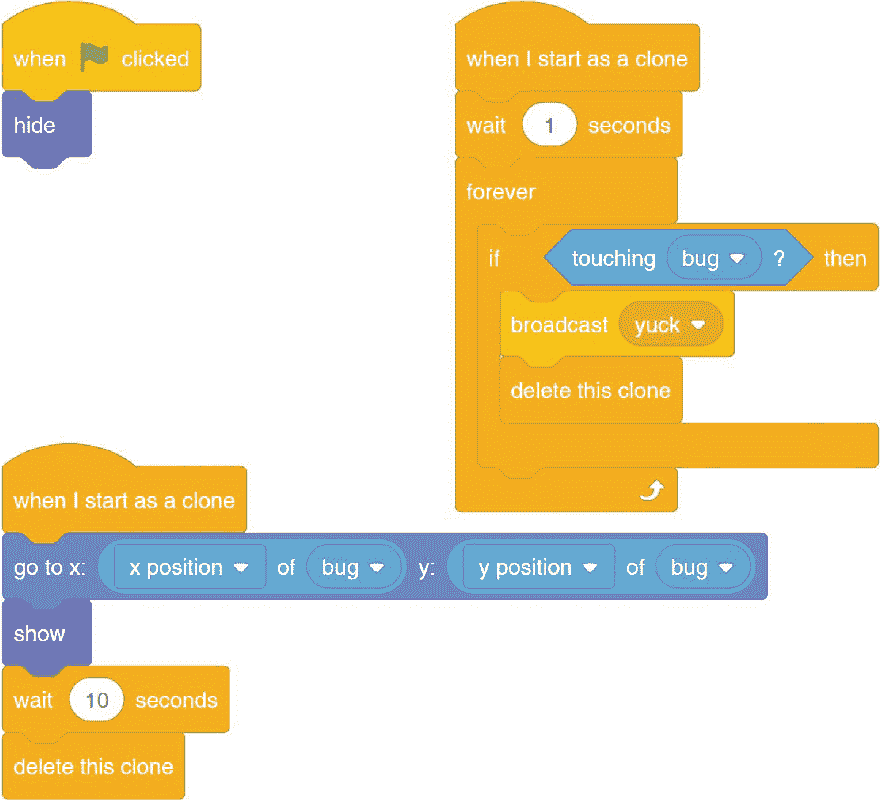 when clicked
hide
when I start as a clone
wait 1 seconds
forever
if touching bug ? then
broadcast yuck
delete this clone
when I start as a clone
go to x: x position of bug y: y position of bug
show
wait 10 seconds
delete this clone